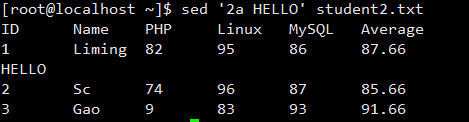 [root@localhost ~]$ sed '2a HELLO' student2.txt
ID Name PHP Linux MySQL Average
1 Liming 82 95 86 87.66
HELLO
2 Sc 74 96 87 85.66
3 Gao 9 83 93 91.66